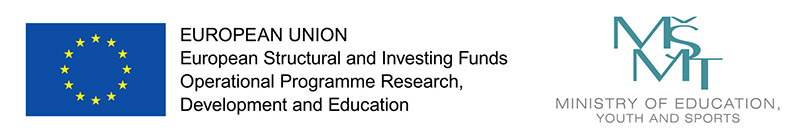 EUROPEAN UNION
European Structural and Investing Funds
Operational Programme Research,
Development and Education
MŠ
MT
MINISTRY OF EDUCATION,
YOUTH AND SPORTS